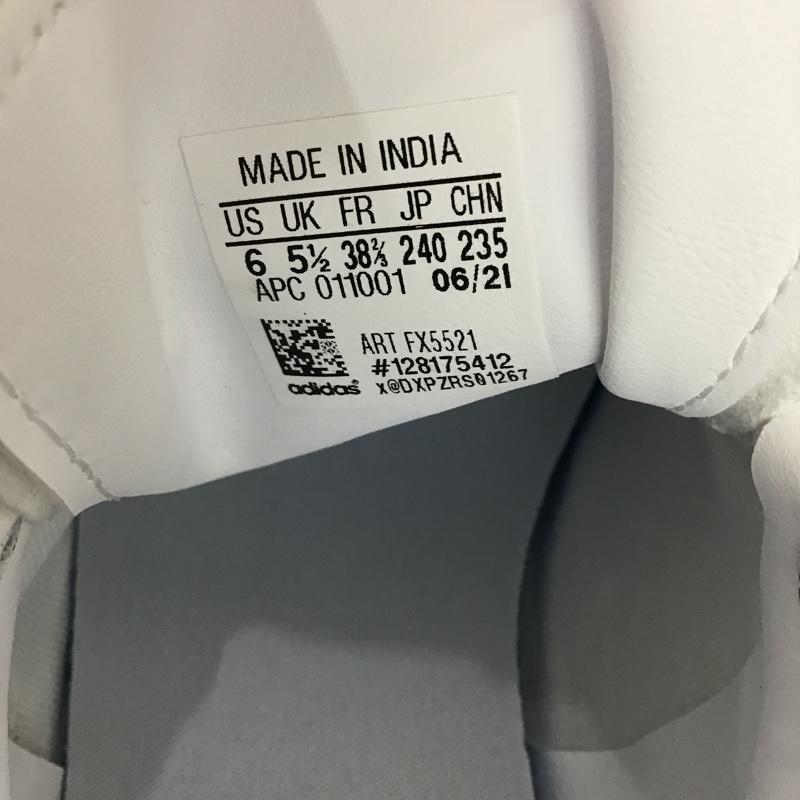 MADE IN INDIA
US UK FR JP CHN
6 5½ 38⅔ 240 235
APC 011001 06/21
ART FX5521
#128175412
adidas® X@DXPZRS01267